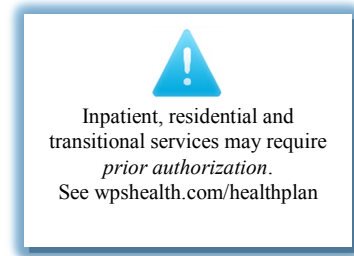 Inpatient, residential and
transitional services may require
prior authorization.
See wpshealth.com/healthplan